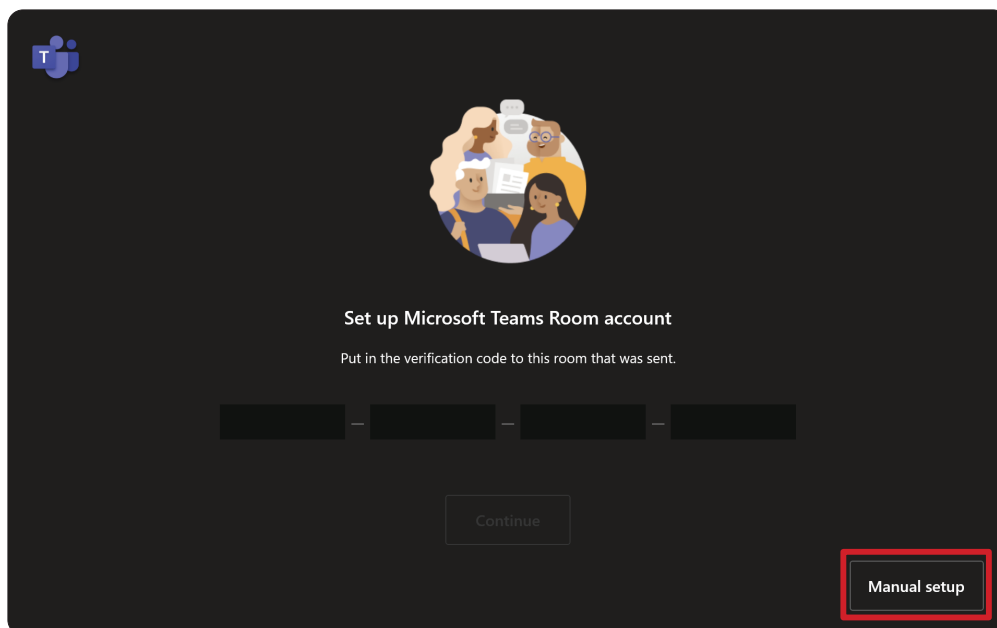 T
Set up Microsoft Teams Room account
Put in the verification code to this room that was sent.
Continue
Manual setup